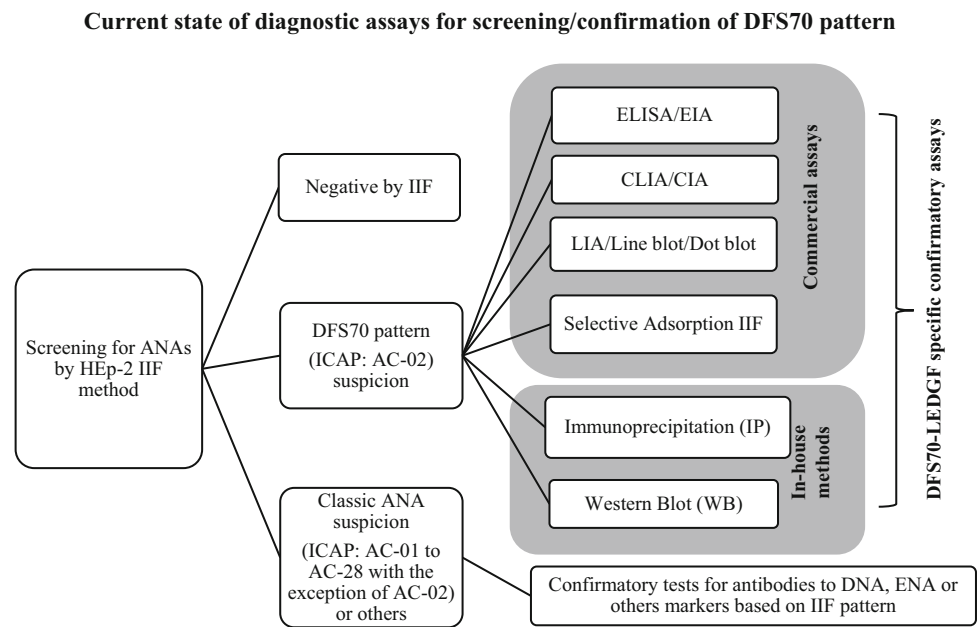 Current state of diagnostic assays for screening/confirmation of DFS70 pattern
Screening for ANAs
by HEp-2 IIF
method
Negative by IIF
DFS70 pattern
(ICAP: AC-02)
suspicion
Classic ANA
suspicion
(ICAP: AC-01 to
AC-28 with the
exception of AC-02)
or others
ELISA/EIA
CLIA/CIA
LIA/Line blot/Dot blot
Selective Adsorption IIF
Commercial assays
Immunoprecipitation (IP)
Western Blot (WB)
In-house
methods
DFS70-LEDGF specific confirmatory assays
Confirmatory tests for antibodies to DNA, ENA or
others markers based on IIF pattern